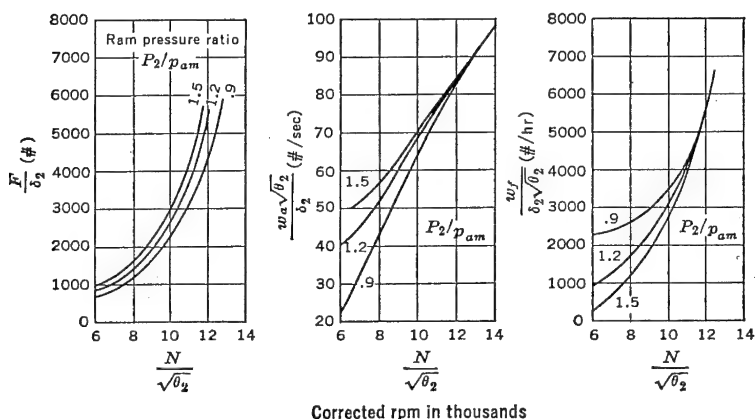 8000
7000
6000
5000
4000
3000
2000
1000
0
Ram pressure ratio
P₂/pₐₘ
1.5
1.2
.9
F/δ₂ (#)
6 8 10 12 14
N/√θ₂
100
90
80
70
60
50
40
30
20
1.5
1.2
.9
P₂/pₐₘ
wₐ√θ₂/δ₂ (#/sec)
6 8 10 12 14
N/√θ₂
8000
7000
6000
5000
4000
3000
2000
1000
0
.9
1.2
1.5
P₂/pₐₘ
w_f/δ₂√θ₂ (#/hr)
6 8 10 12 14
N/√θ₂
Corrected rpm in thousands